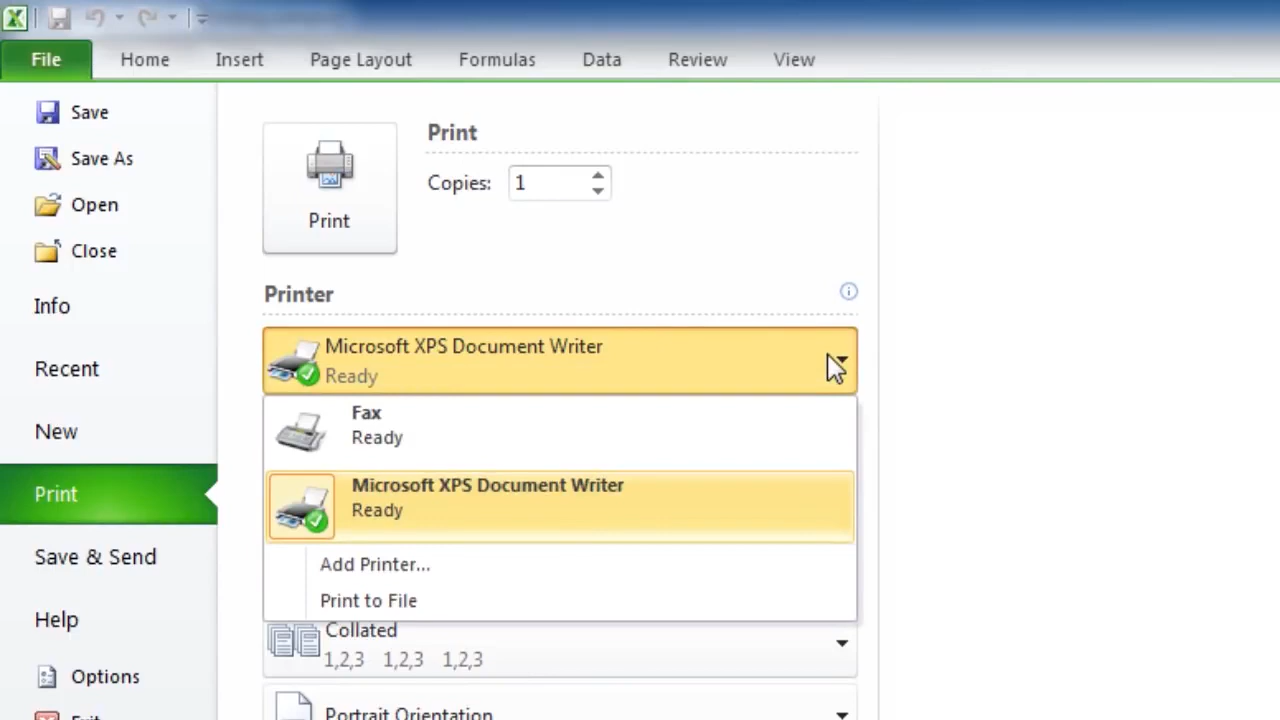 File Home Insert Page Layout Formulas Data Review View
Save
Save As
Open
Close
Info
Recent
New
Print
Save & Send
Help
Options
Exit
Print
Print
Copies: 1
Printer
Microsoft XPS Document Writer
Ready
Fax
Ready
Microsoft XPS Document Writer
Ready
Add Printer...
Print to File
Collated
1,2,3 1,2,3 1,2,3
Portrait Orientation